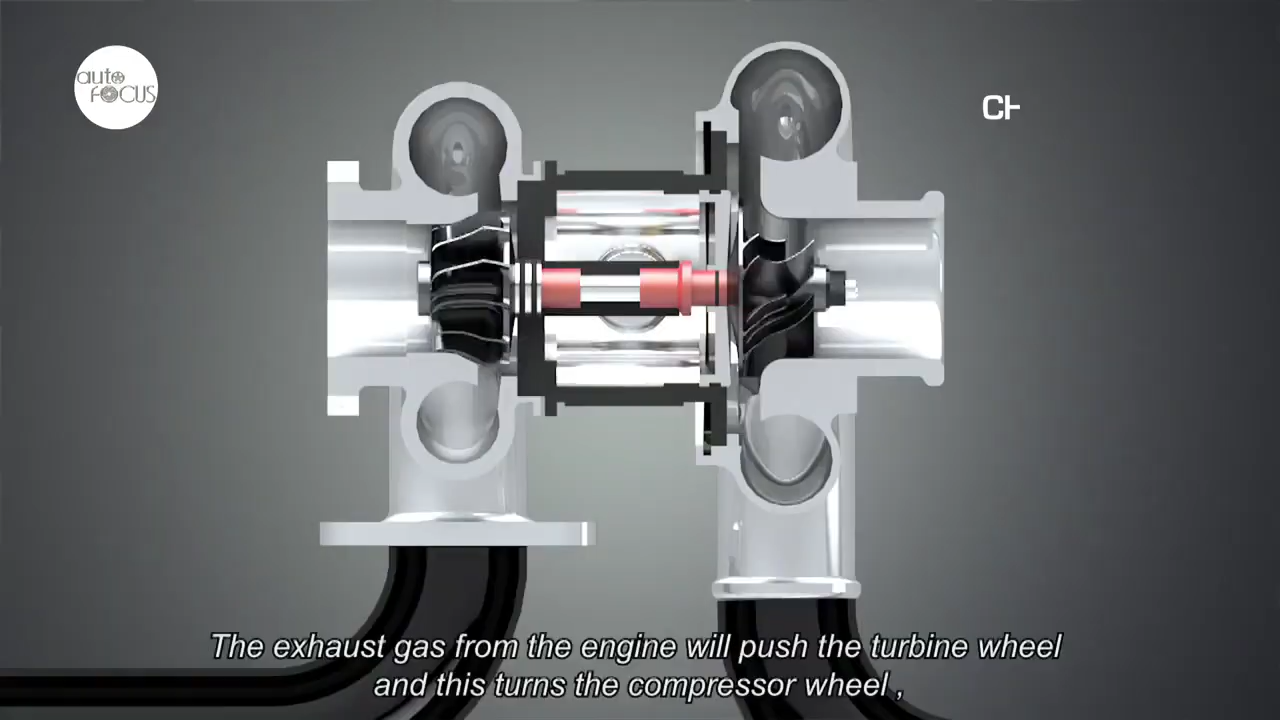 auto
FOCUS
CH
The exhaust gas from the engine will push the turbine wheel
and this turns the compressor wheel ,